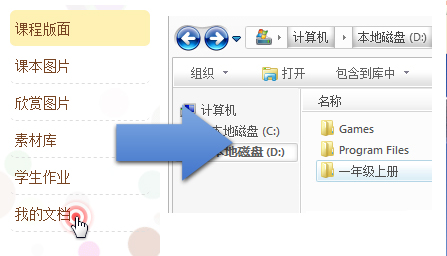 课程版面
课本图片
欣赏图片
素材库
学生作业
我的文档
计算机
本地磁盘 (D:)
组织
打开
包含到库中
计算机
本地磁盘 (C:)
本地磁盘 (D:)
名称
Games
Program Files
一年级上册